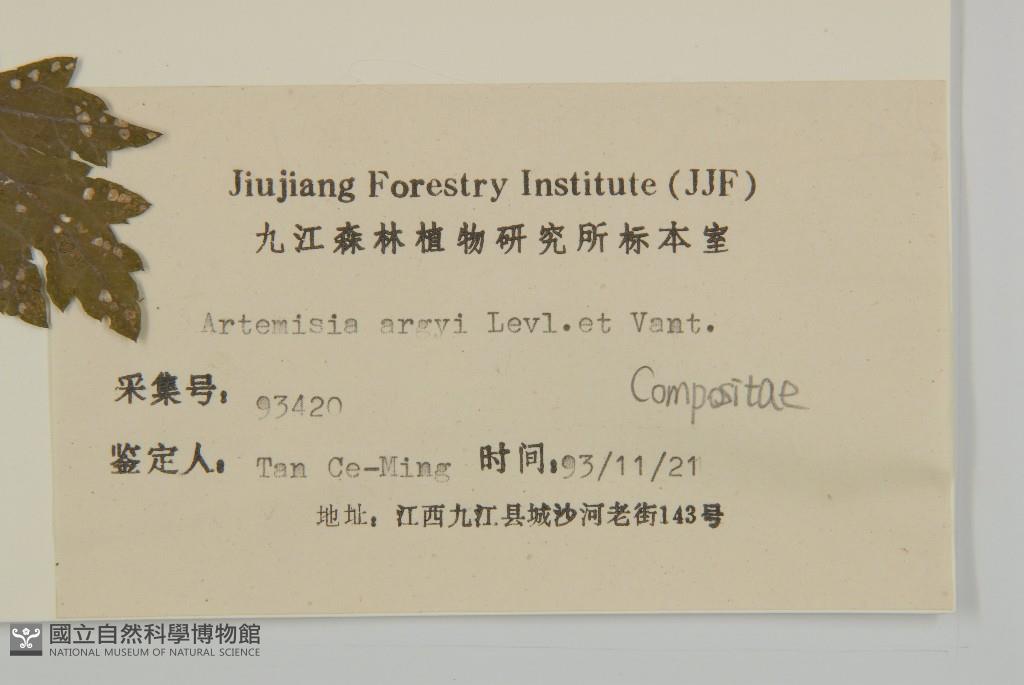 Jiujiang Forestry Institute (JJF)
九江森林植物研究所标本室
Artemisia argyi Levl.et Vant.
采集号: 93420
Compositae
鉴定人: Tan Ce-Ming 时间:93/11/21
地址: 江西九江县城沙河老街143号
國立自然科學博物館
NATIONAL MUSEUM OF NATURAL SCIENCE